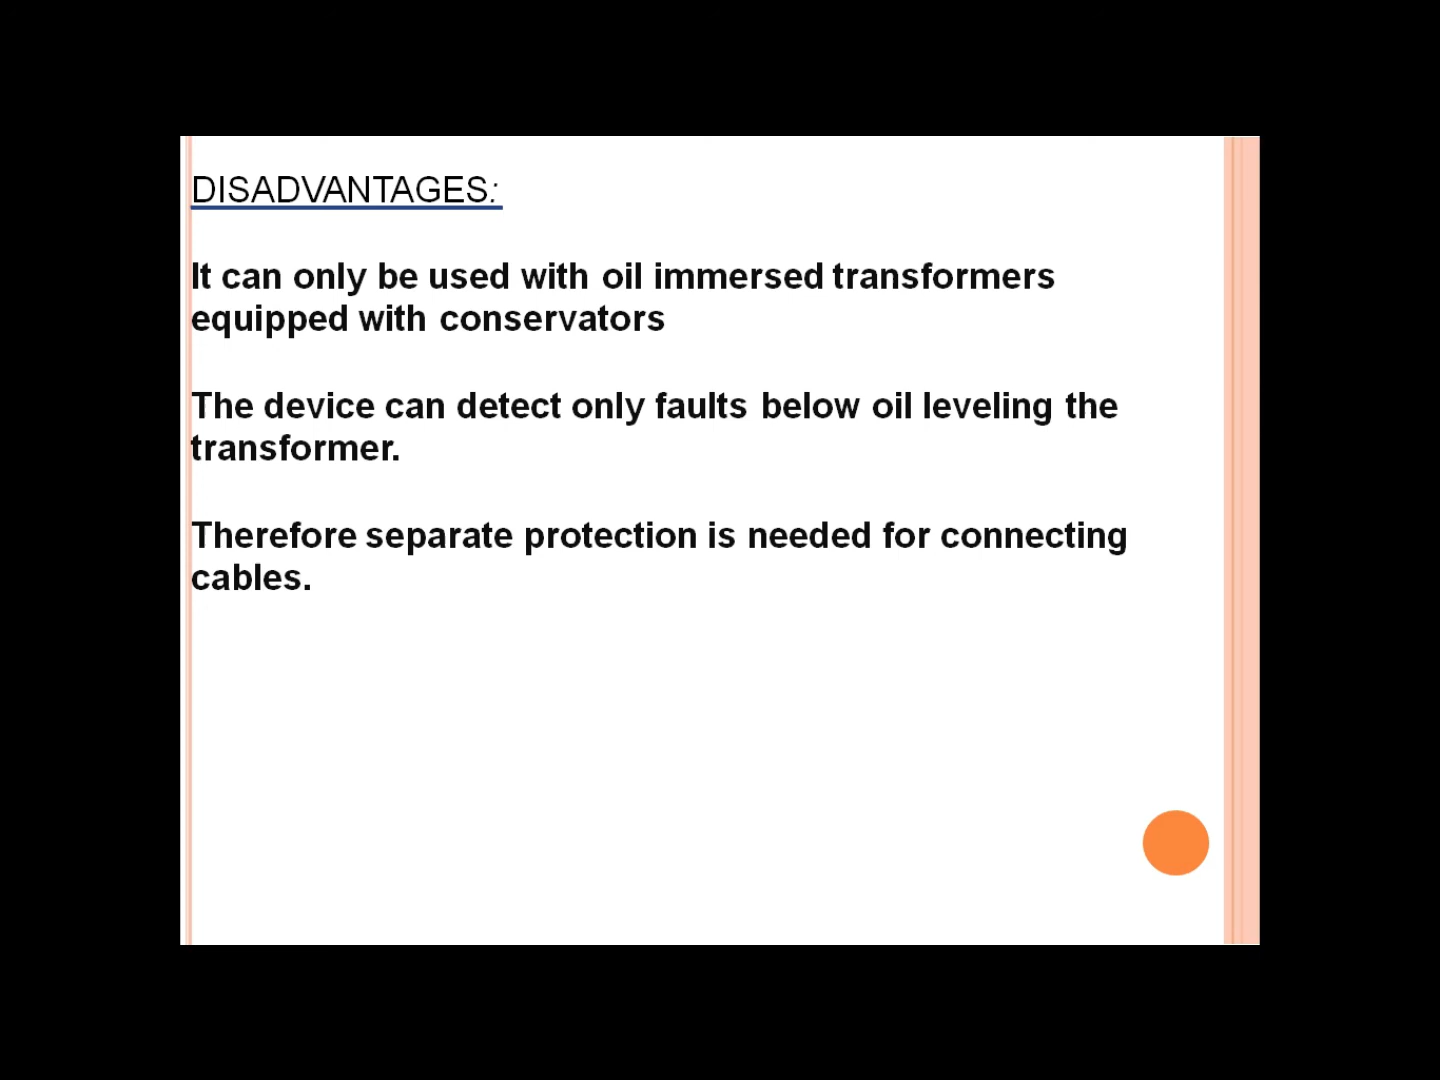 DISADVANTAGES:
It can only be used with oil immersed transformers
equipped with conservators
The device can detect only faults below oil leveling the
transformer.
Therefore separate protection is needed for connecting
cables.